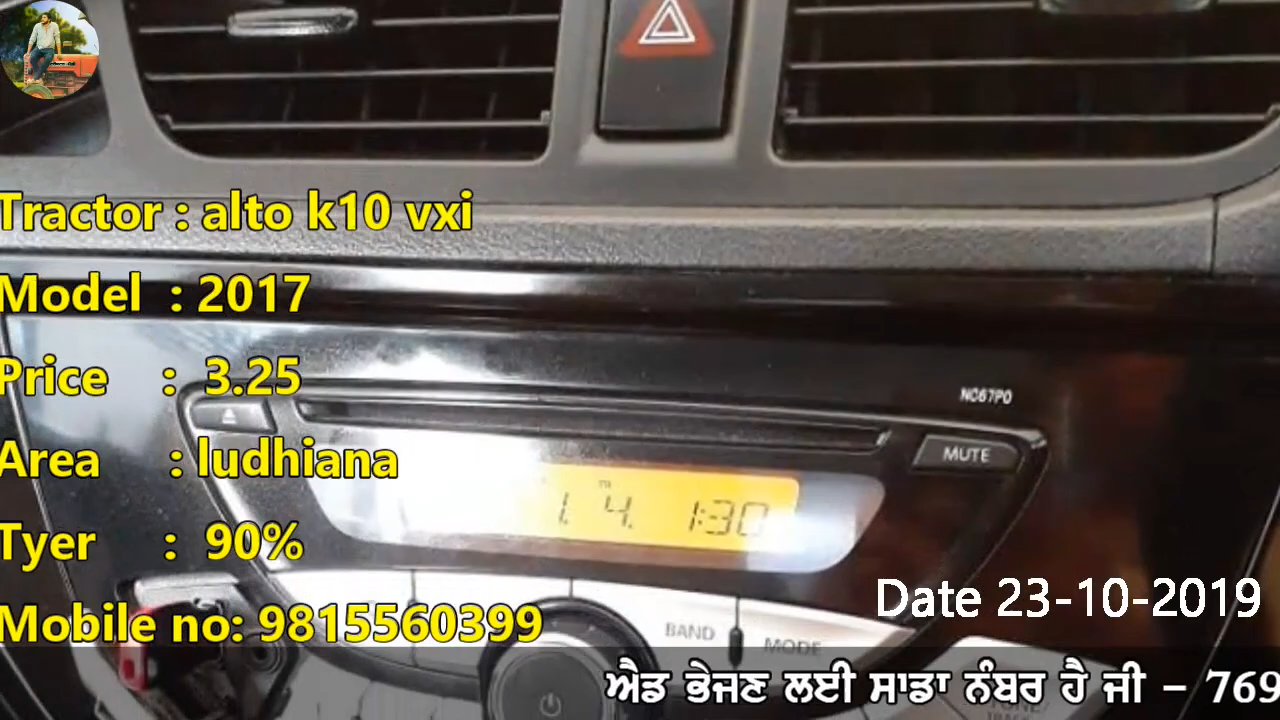 Tractor : alto k10 vxi
Model : 2017
Price : 3.25
N067P0
Area : ludhiana
MUTE
1. 4. 1:30
Tyer : 90%
Date 23-10-2019
Mobile no: 9815560399
BAND
MODE
ਐਡ ਭੇਜਣ ਲਈ ਸਾਡਾ ਨੰਬਰ ਹੈ ਜੀ – 769